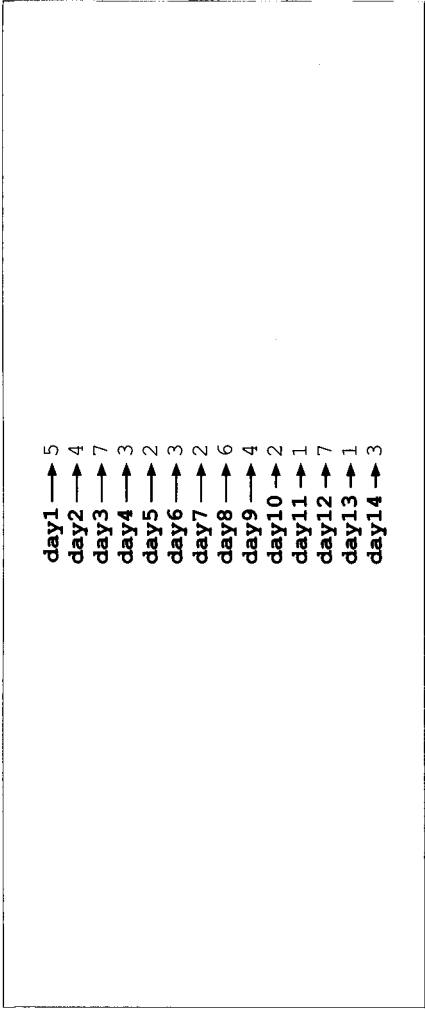 day1 → 5
day2 → 4
day3 → 7
day4 → 3
day5 → 2
day6 → 3
day7 → 2
day8 → 6
day9 → 4
day10 → 2
day11 → 1
day12 → 7
day13 → 1
day14 → 3